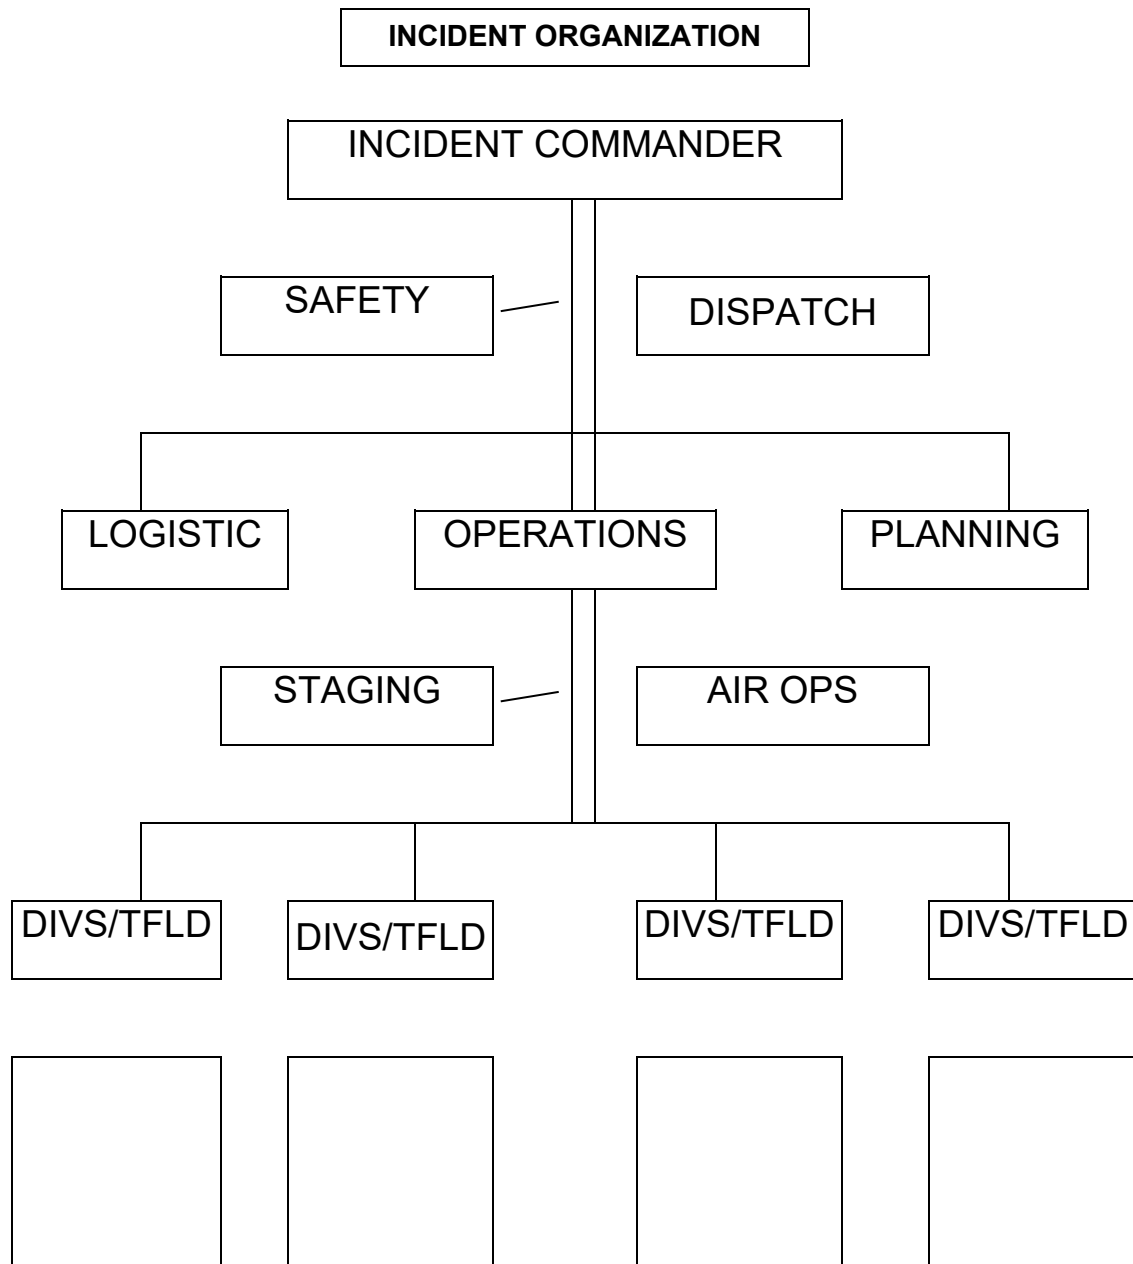 INCIDENT ORGANIZATION
INCIDENT COMMANDER
SAFETY
DISPATCH
LOGISTIC
OPERATIONS
PLANNING
STAGING
AIR OPS
DIVS/TFLD
DIVS/TFLD
DIVS/TFLD
DIVS/TFLD